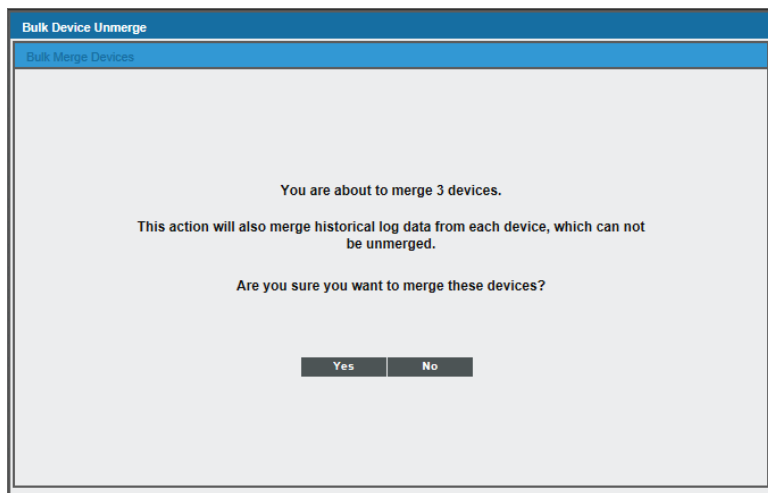 Bulk Device Unmerge
Bulk Merge Devices
You are about to merge 3 devices.
This action will also merge historical log data from each device, which can not
be unmerged.
Are you sure you want to merge these devices?
Yes No